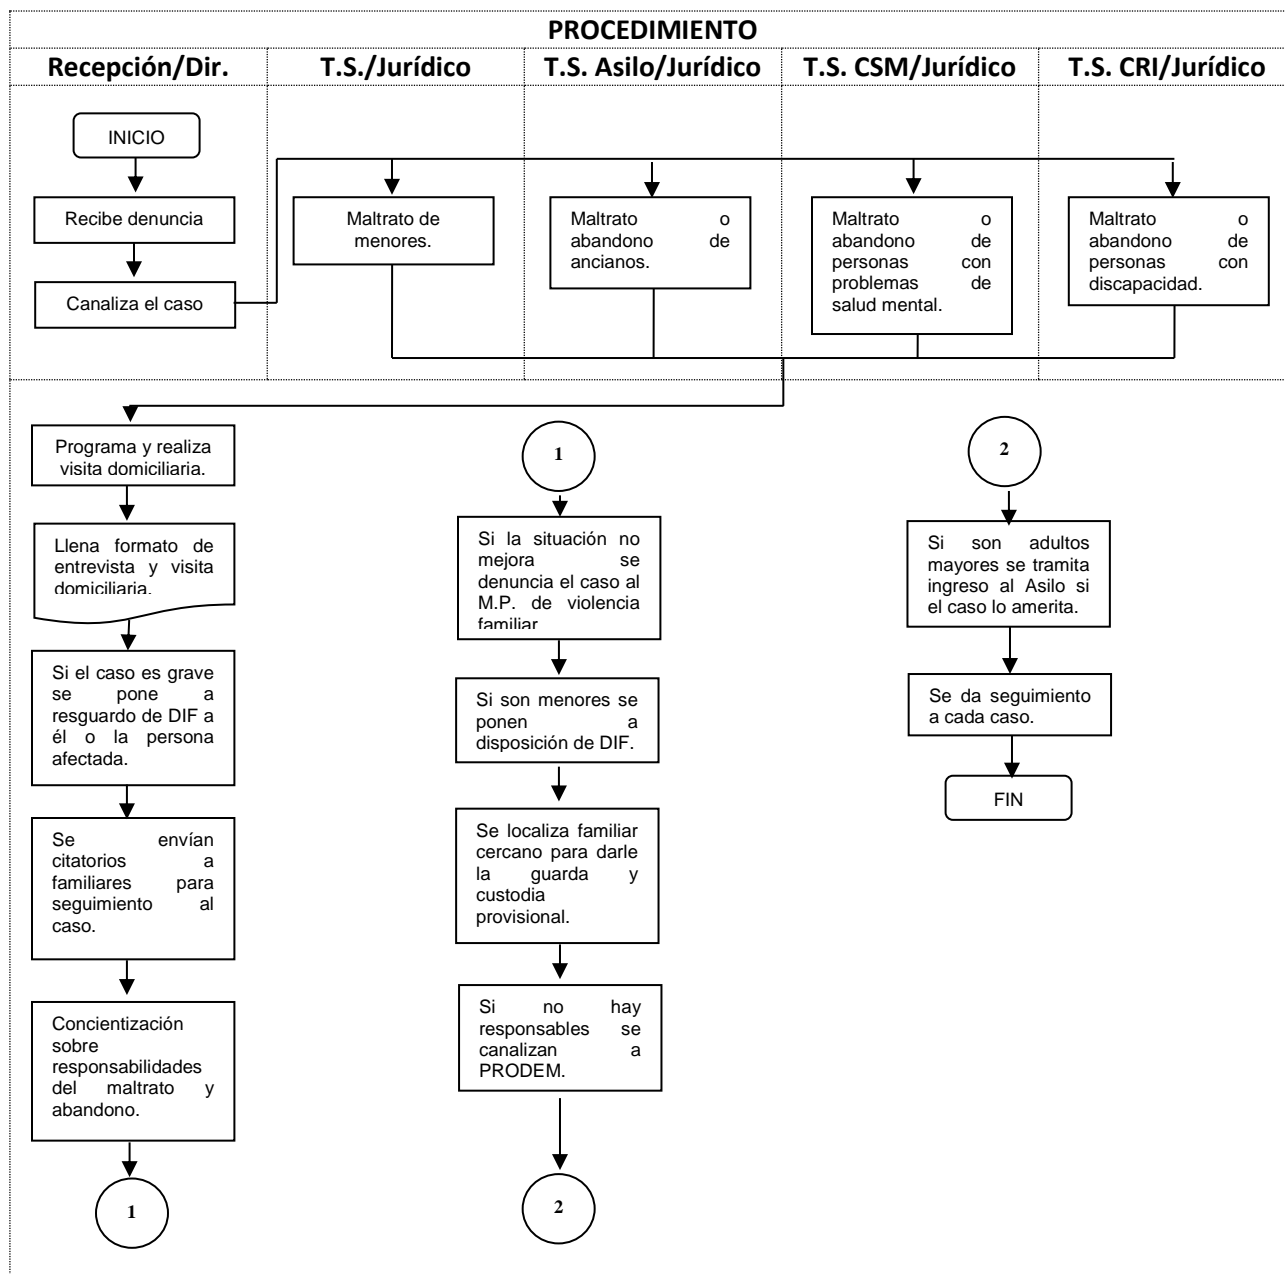 PROCEDIMIENTO
Recepción/Dir.
T.S./Jurídico
T.S. Asilo/Jurídico
T.S. CSM/Jurídico
T.S. CRI/Jurídico
INICIO
Recibe denuncia
Canaliza el caso
Maltrato de
menores.
Maltrato o
abandono de
ancianos.
Maltrato o
abandono de
personas con
problemas de
salud mental.
Maltrato o
abandono de
personas con
discapacidad.
Programa y realiza
visita domiciliaria.
Llena formato de
entrevista y visita
domiciliaria.
Si el caso es grave
se pone a
resguardo de DIF a
él o la persona
afectada.
Se envían
citatorios a
familiares para
seguimiento al
caso.
Concientización
sobre
responsabilidades
del maltrato y
abandono.
1
1
Si la situación no
mejora se
denuncia el caso al
M.P. de violencia
familiar
Si son menores se
ponen a
disposición de DIF.
Se localiza familiar
cercano para darle
la guarda y
custodia
provisional.
Si no hay
responsables se
canalizan a
PRODEM.
2
2
Si son adultos
mayores se tramita
ingreso al Asilo si
el caso lo amerita.
Se da seguimiento
a cada caso.
FIN